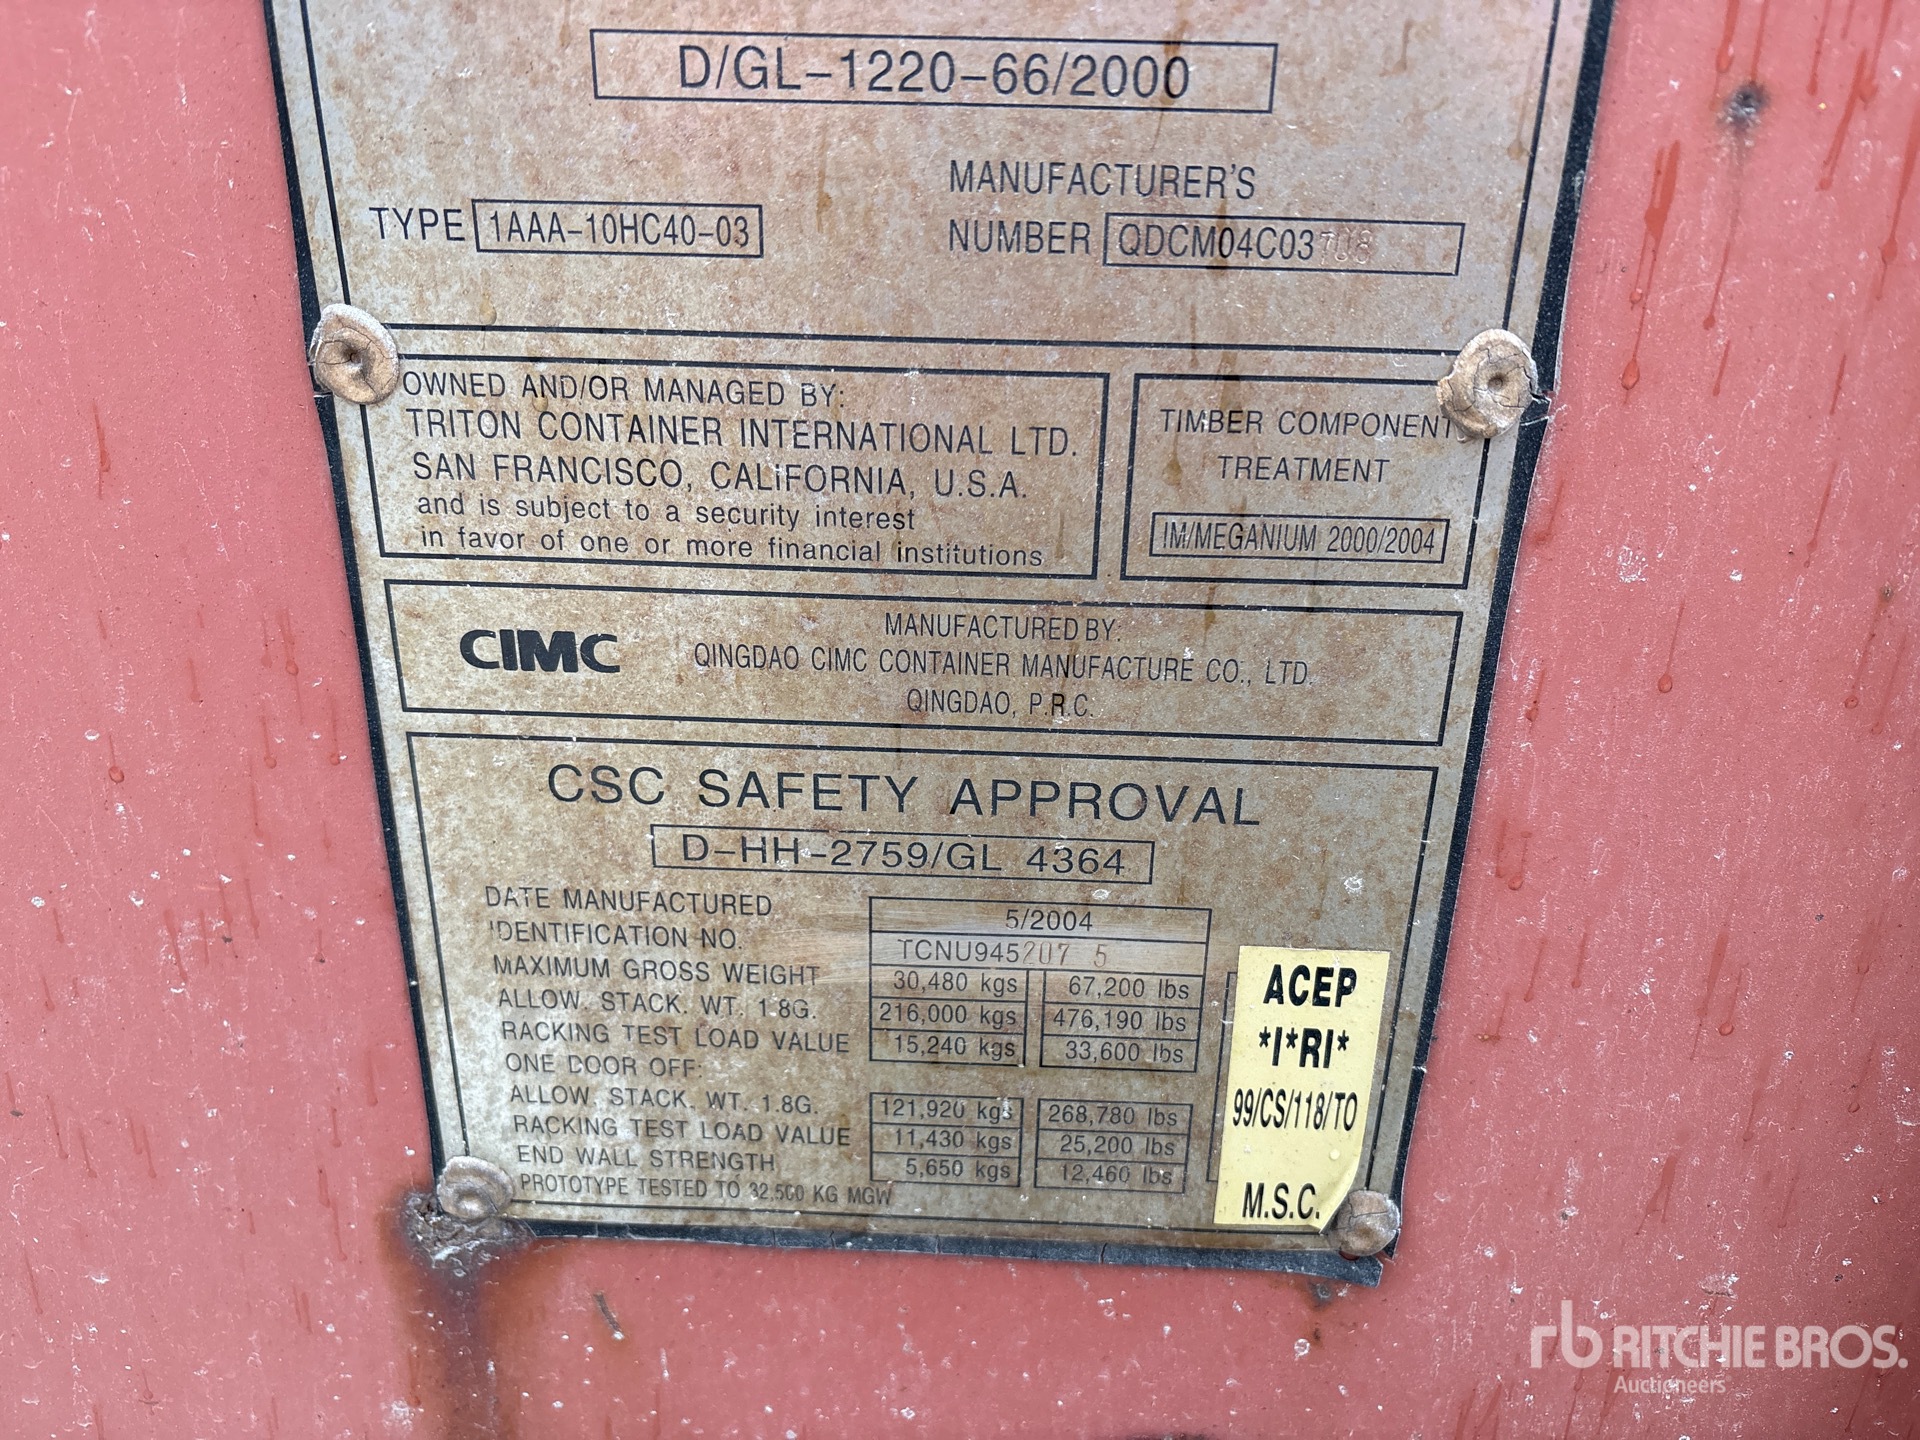 D/GL-1220-66/2000
TYPE 1AAA-10HC40-03
MANUFACTURER'S
NUMBER QDCM04C03708
OWNED AND/OR MANAGED BY:
TRITON CONTAINER INTERNATIONAL LTD.
SAN FRANCISCO, CALIFORNIA, U.S.A.
and is subject to a security interest
in favor of one or more financial institutions
TIMBER COMPONENT
TREATMENT
IM/MEGANIUM 2000/2004
CIMC
MANUFACTURED BY:
QINGDAO CIMC CONTAINER MANUFACTURE CO., LTD.
QINGDAO, P.R.C.
CSC SAFETY APPROVAL
D-HH-2759/GL 4364
DATE MANUFACTURED 5/2004
IDENTIFICATION NO. TCNU945207 5
MAXIMUM GROSS WEIGHT 30,480 kgs 67,200 lbs
ALLOW. STACK. WT. 1.8G. 216,000 kgs 476,190 lbs
RACKING TEST LOAD VALUE 15,240 kgs 33,600 lbs
ONE DOOR OFF:
ALLOW. STACK. WT. 1.8G. 121,920 kgs 268,780 lbs
RACKING TEST LOAD VALUE 11,430 kgs 25,200 lbs
END WALL STRENGTH 5,650 kgs 12,460 lbs
PROTOTYPE TESTED TO 32,500 KG MGW
ACEP
*I*RI*
99/CS/118/TO
M.S.C.
rb RITCHIE BROS.
Auctioneers